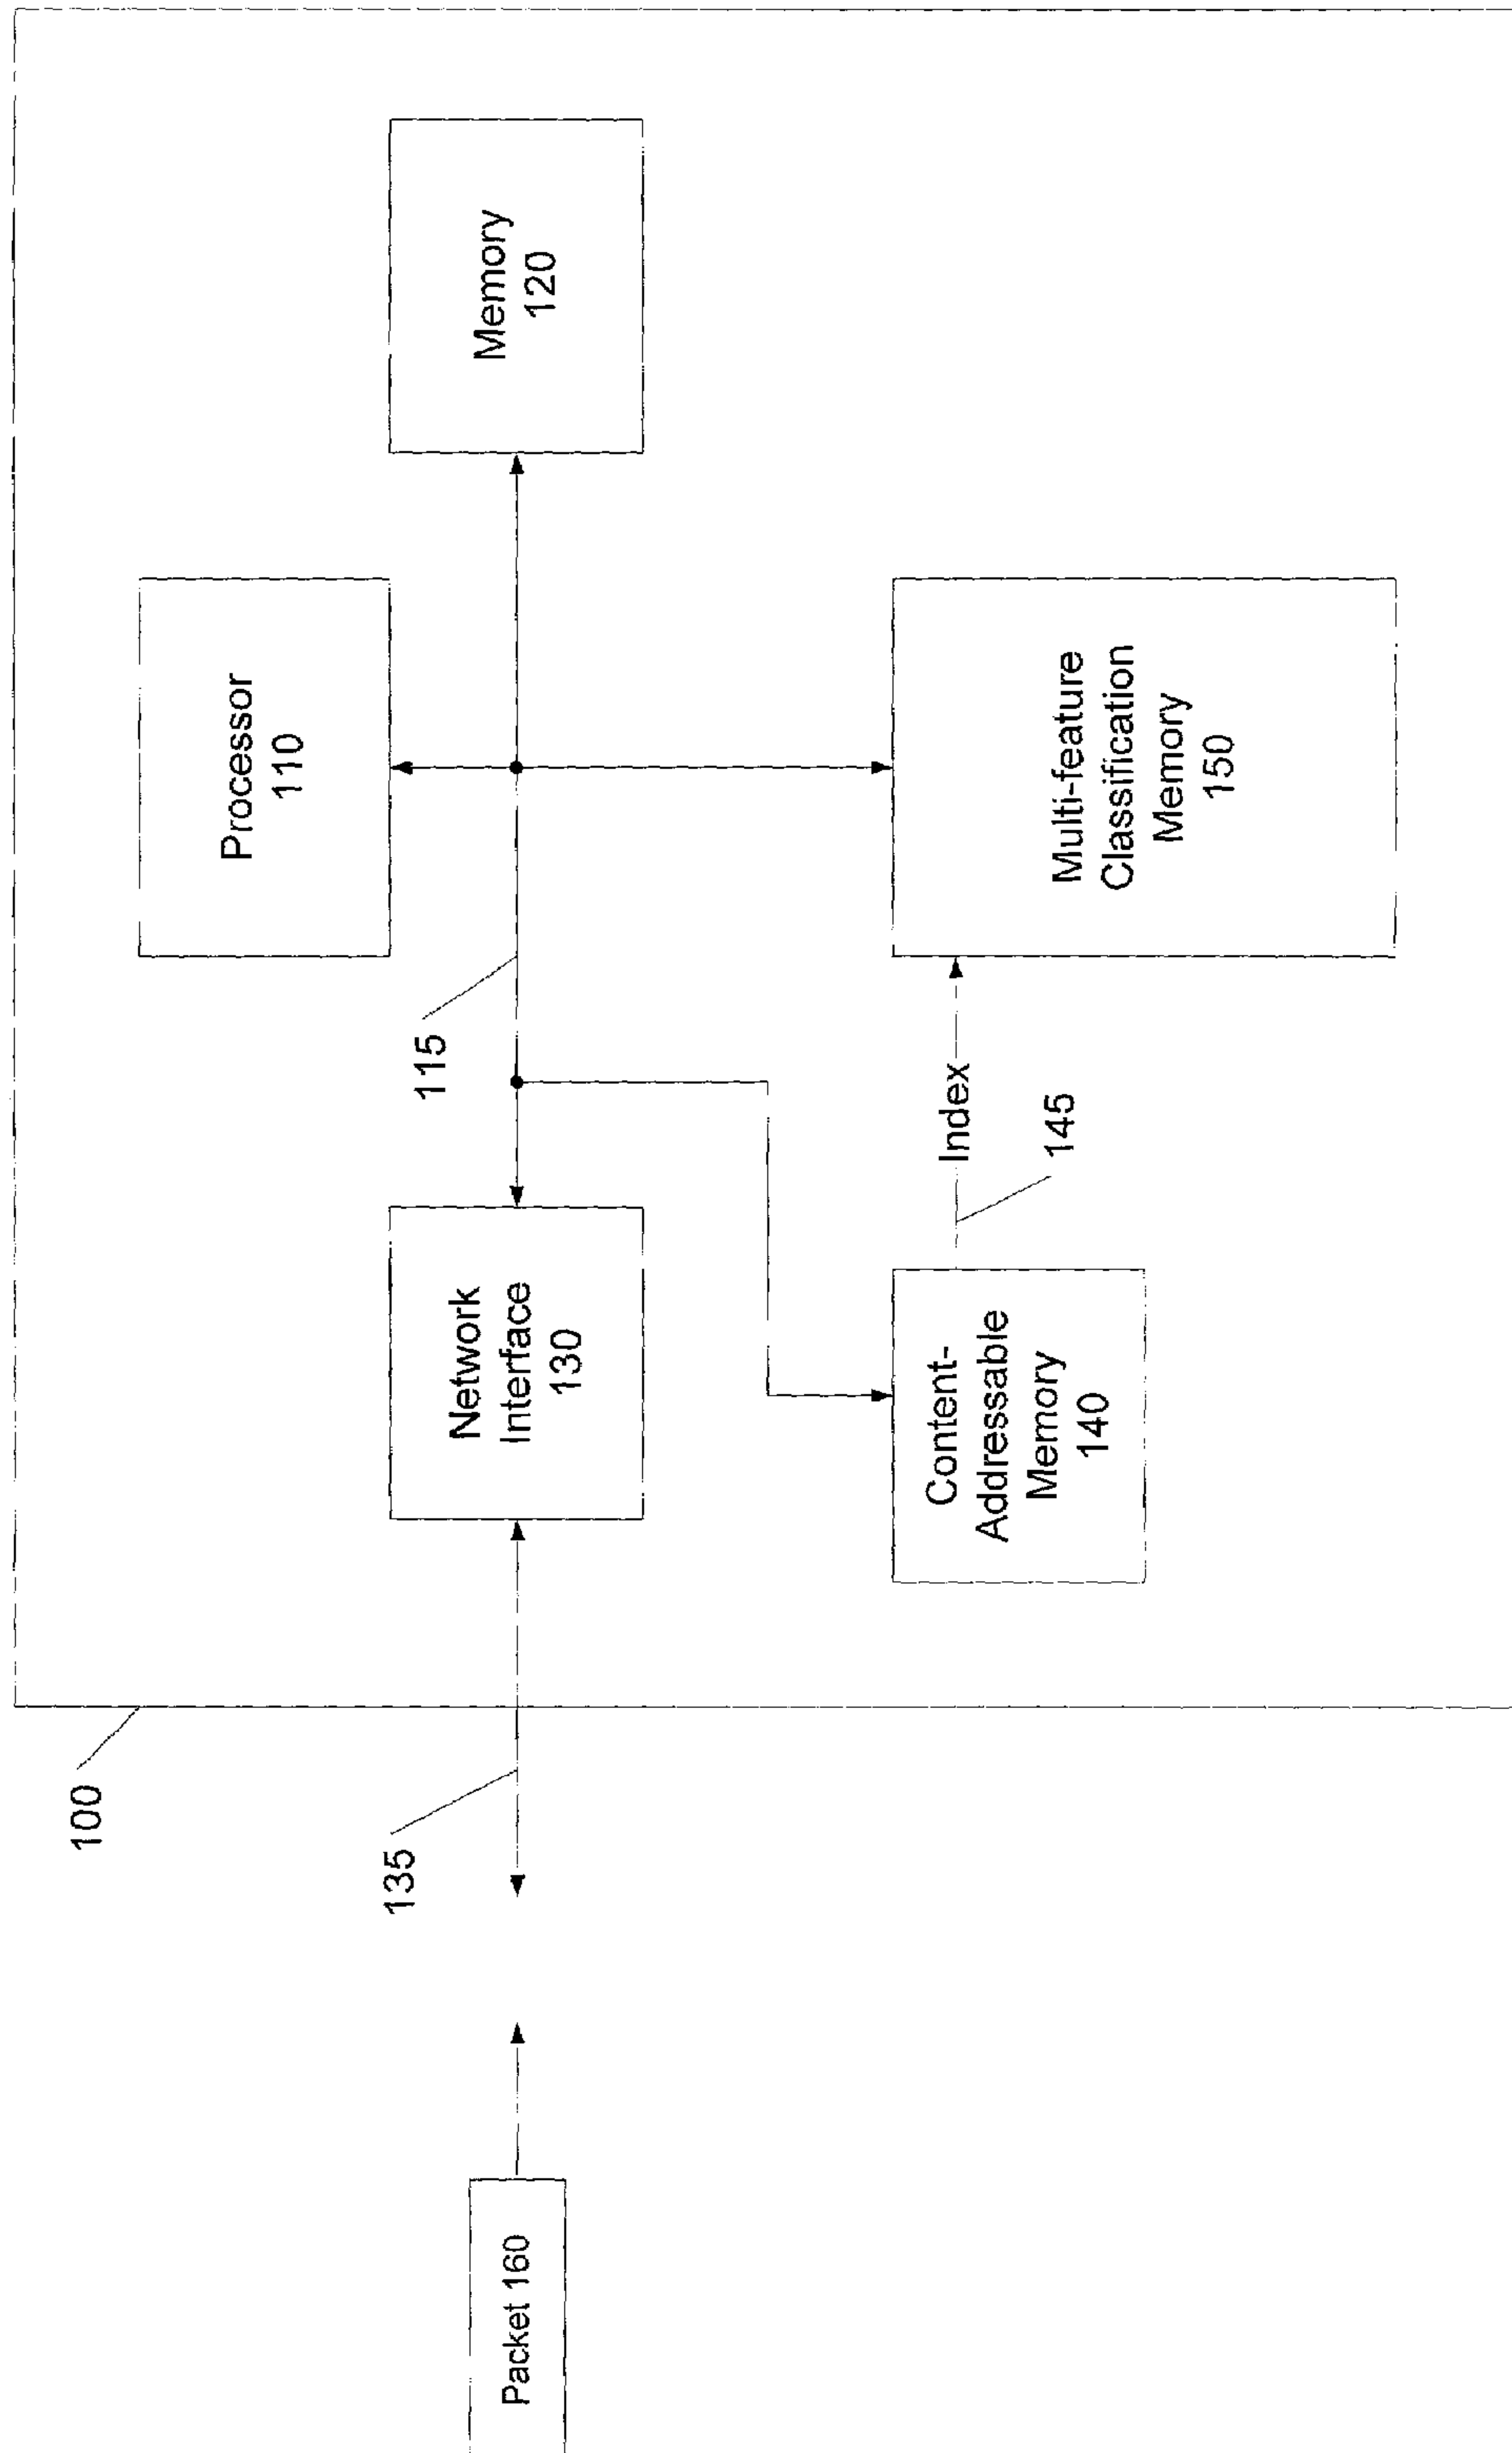 100
Processor
110
Memory
120
115
Network
Interface
130
135
Packet 160
Content-
Addressable
Memory
140
Index
145
Multi-feature
Classification
Memory
150